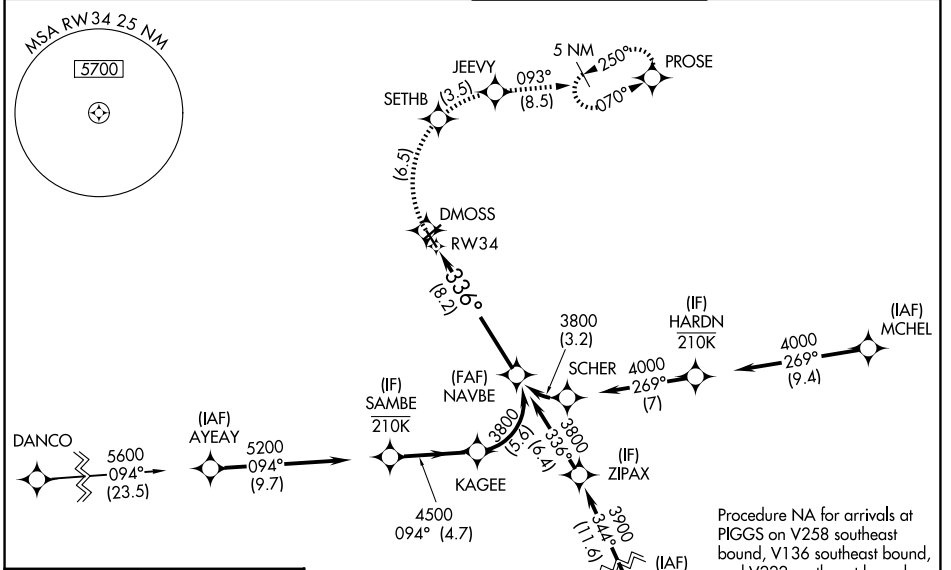 MSA RW34 25 NM
5700
5 NM
250°
PROSE
JEEVY
093°
(8.5)
070°
(3.5)
SETHB
(6.5)
DMOSS
RW34
336°
(8.2)
(IF)
HARDN
210K
(IAF)
MCHEL
3800
(3.2)
4000
269°
(9.4)
SCHER
4000
269°
(7)
(FAF)
NAVBE
(IF)
SAMBE
210K
(IAF)
AYEAY
DANCO
5600
094°
(23.5)
5200
094°
(9.7)
3800
(5.6)
3800
336°
(6.4)
(IF)
ZIPAX
KAGEE
4500
094° (4.7)
3900
344°
(11.6)
(IAF)
Procedure NA for arrivals at
PIGGS on V258 southeast
bound, V136 southeast bound,